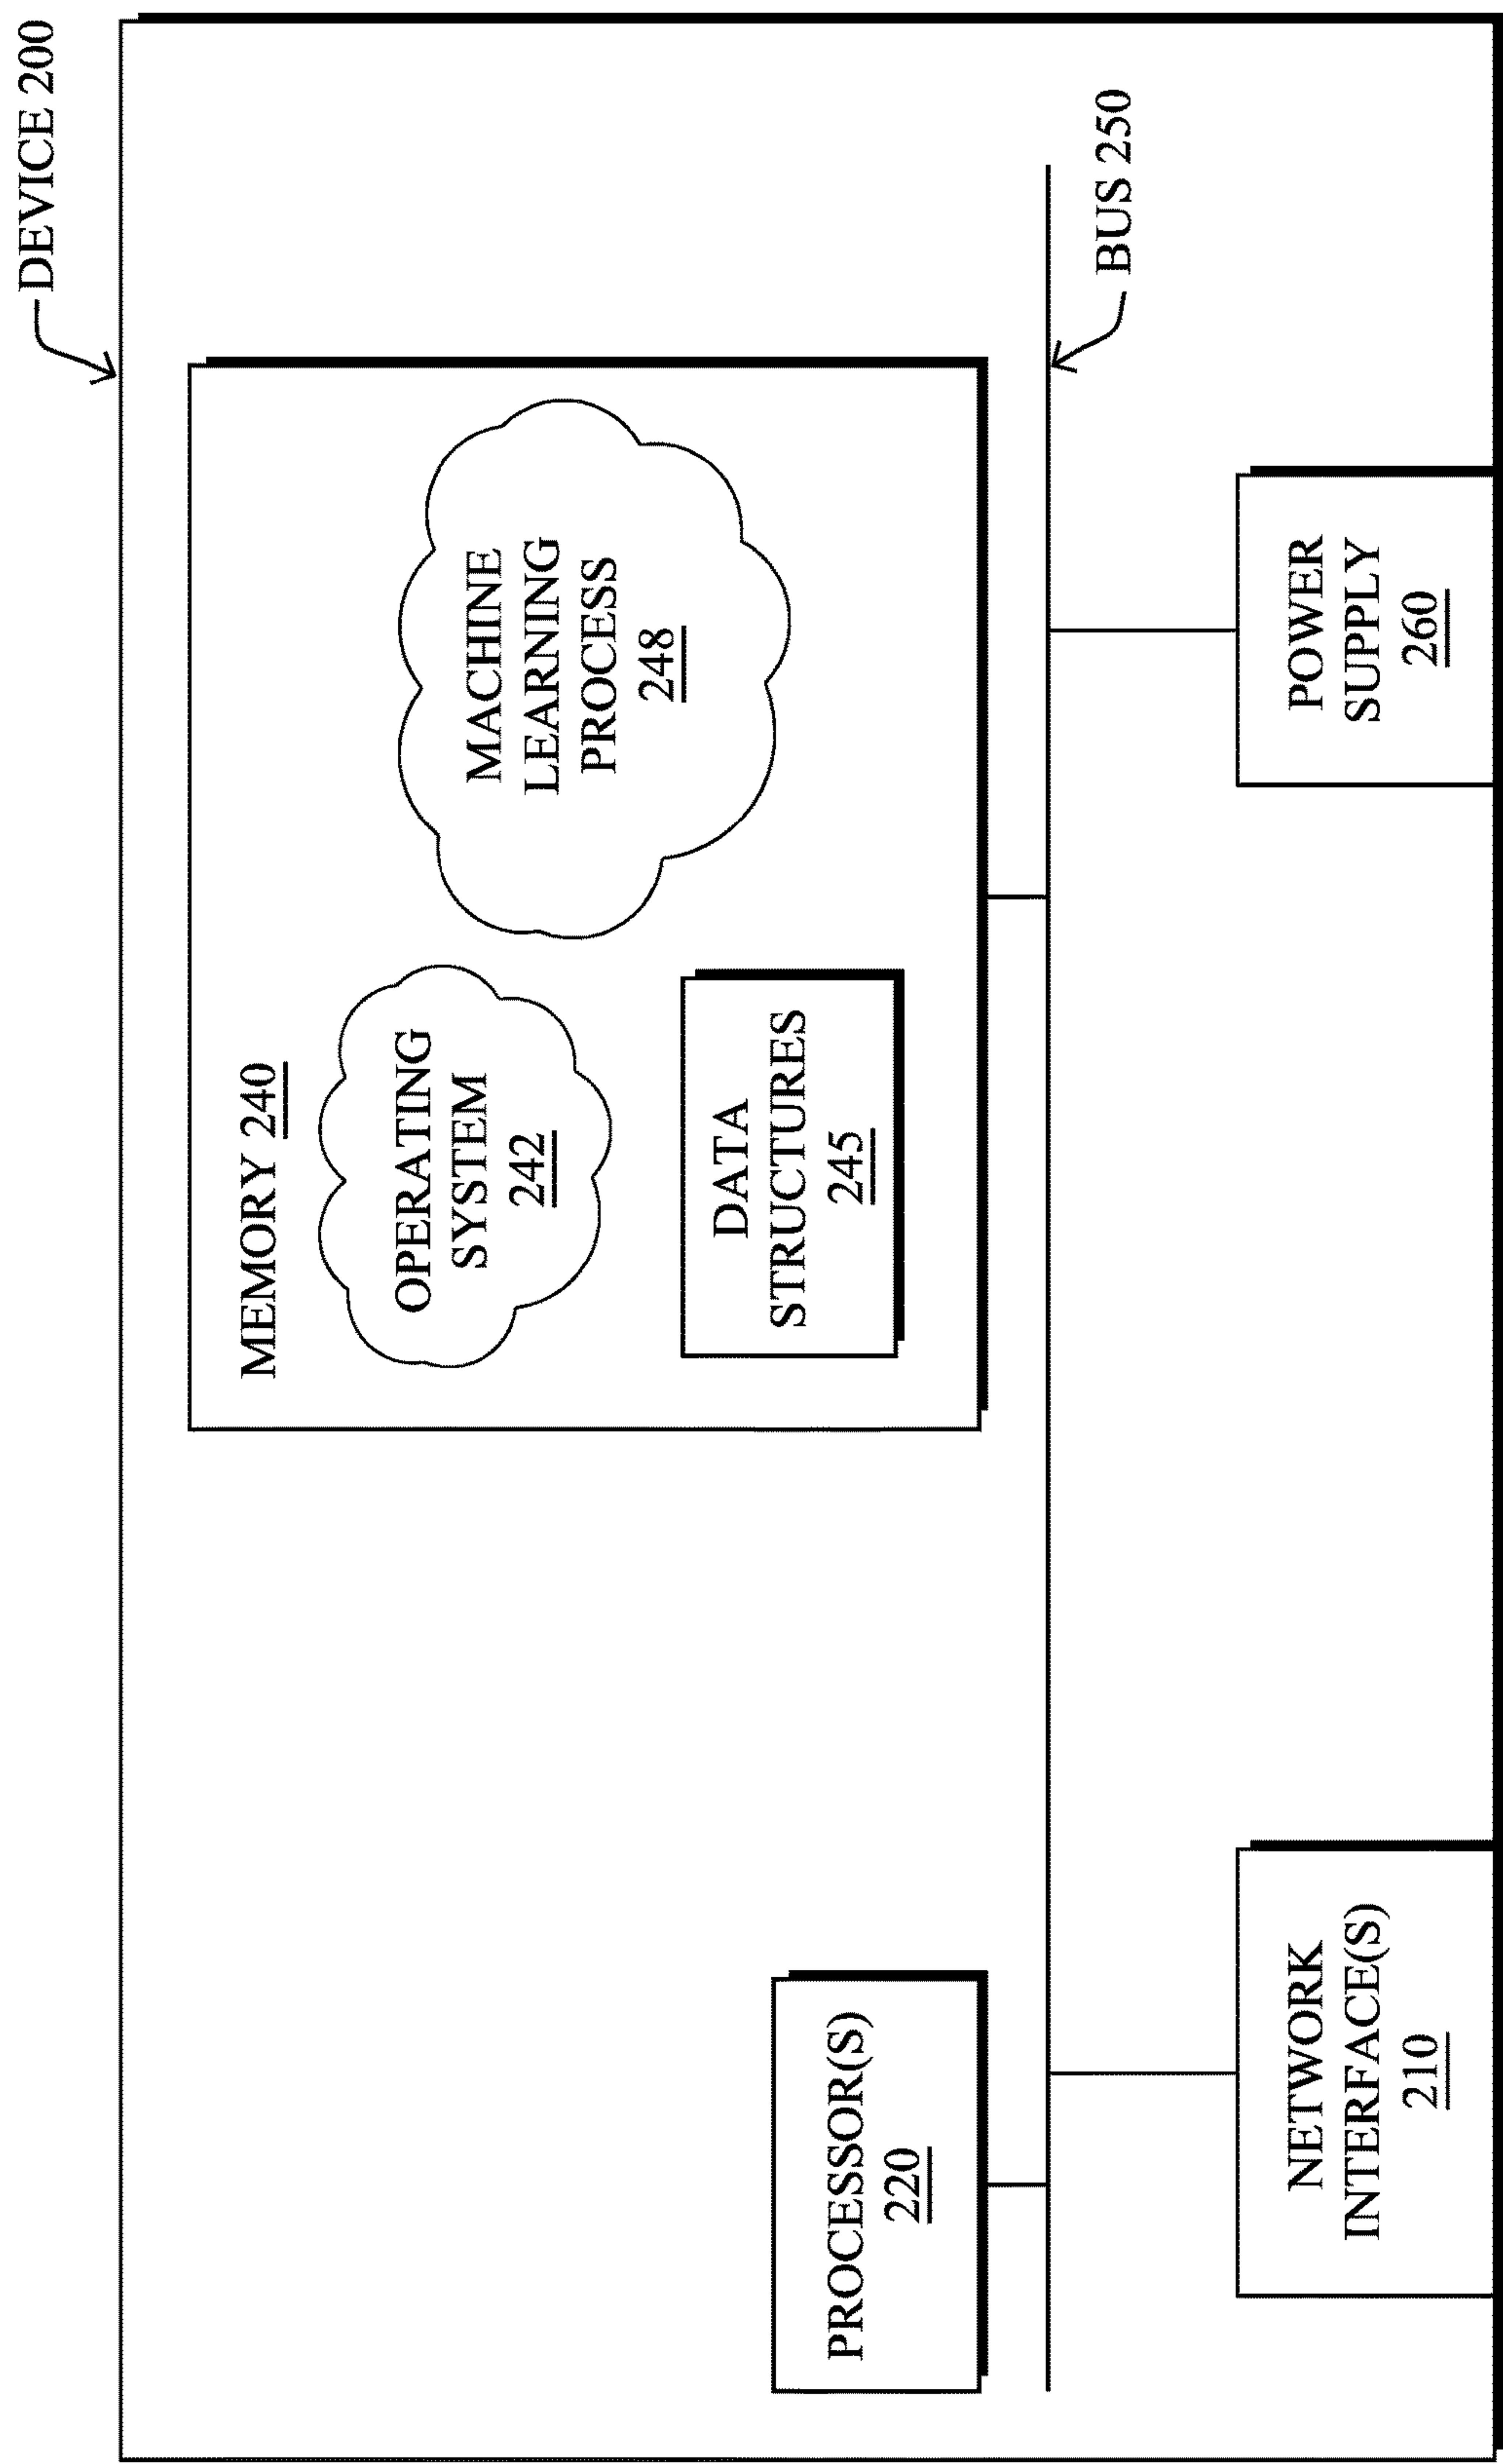 DEVICE 200
MEMORY 240
OPERATING
SYSTEM
242
MACHINE
LEARNING
PROCESS
248
DATA
STRUCTURES
245
PROCESSOR(S)
220
BUS 250
NETWORK
INTERFACE(S)
210
POWER
SUPPLY
260